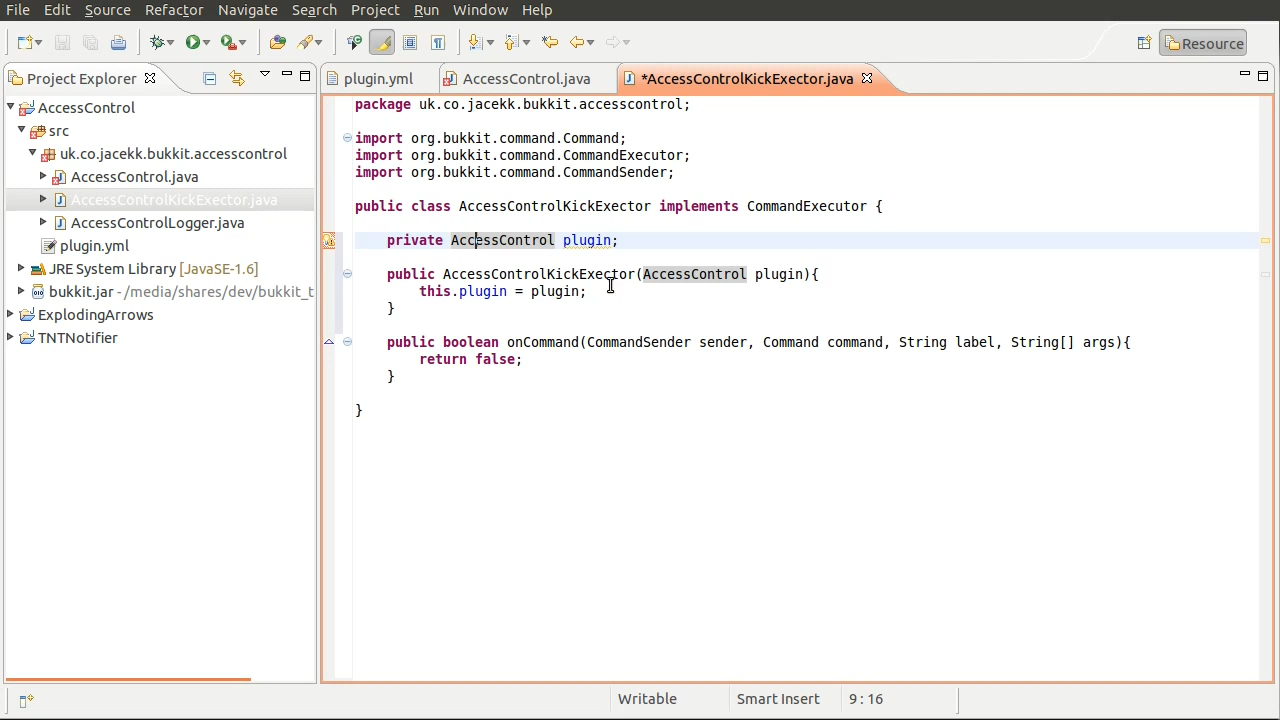 File Edit Source Refactor Navigate Search Project Run Window Help
Resource
Project Explorer
plugin.yml
AccessControl.java
*AccessControlKickExector.java
AccessControl
src
uk.co.jacekk.bukkit.accesscontrol
AccessControl.java
AccessControlKickExector.java
AccessControlLogger.java
plugin.yml
JRE System Library [JavaSE-1.6]
bukkit.jar - /media/shares/dev/bukkit_t
ExplodingArrows
TNTNotifier
package uk.co.jacekk.bukkit.accesscontrol;
import org.bukkit.command.Command;
import org.bukkit.command.CommandExecutor;
import org.bukkit.command.CommandSender;
public class AccessControlKickExector implements CommandExecutor {
private AccessControl plugin;
public AccessControlKickExector(AccessControl plugin){
this.plugin = plugin;
}
public boolean onCommand(CommandSender sender, Command command, String label, String[] args){
return false;
}
}
Writable
Smart Insert
9 : 16